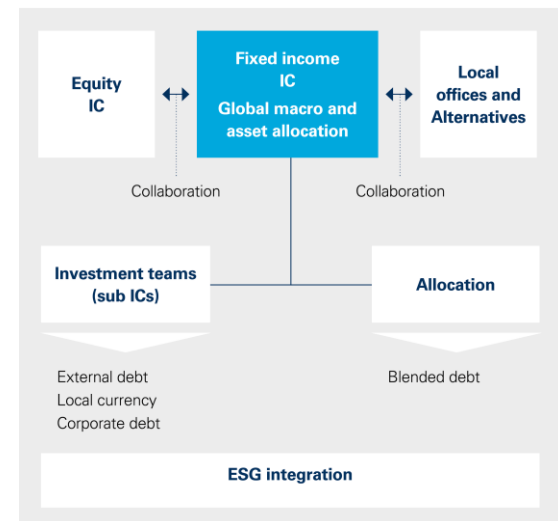 Equity
IC
Fixed income
IC
Global macro and
asset allocation
Local
offices and
Alternatives
Collaboration
Collaboration
Investment teams
(sub ICs)
Allocation
External debt
Local currency
Corporate debt
Blended debt
ESG integration